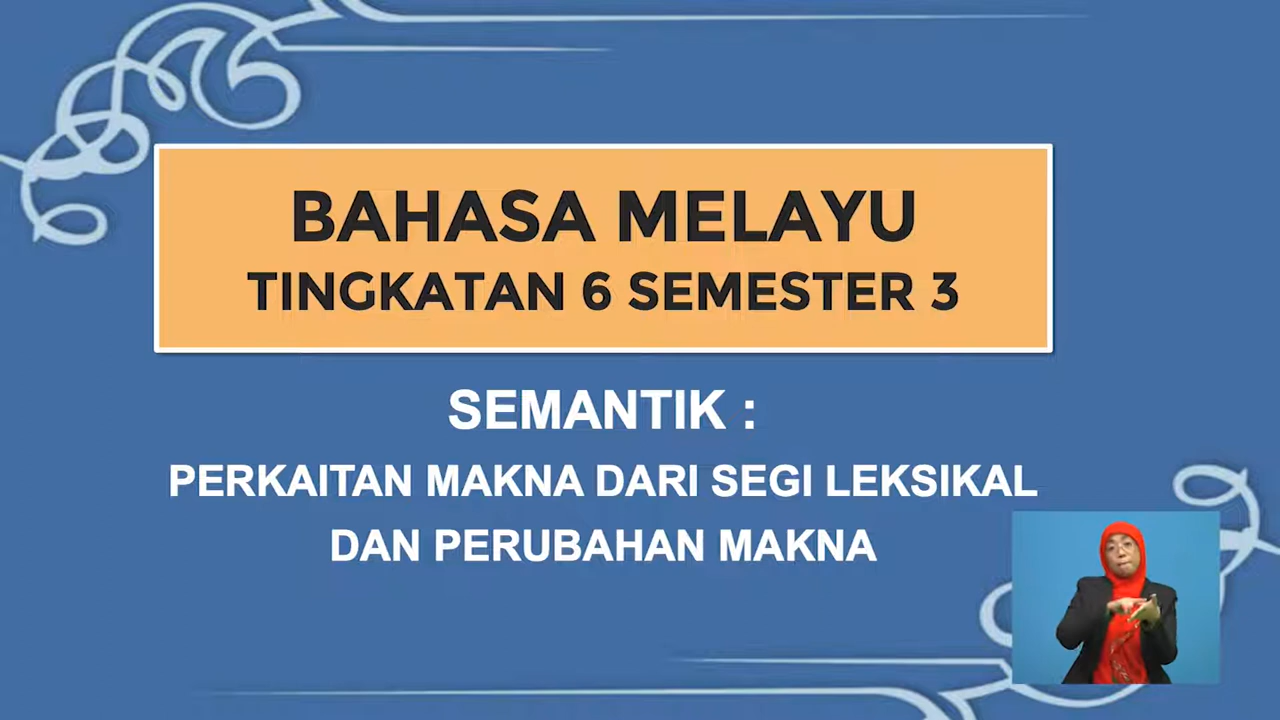 BAHASA MELAYU
TINGKATAN 6 SEMESTER 3
SEMANTIK :
PERKAITAN MAKNA DARI SEGI LEKSIKAL
DAN PERUBAHAN MAKNA